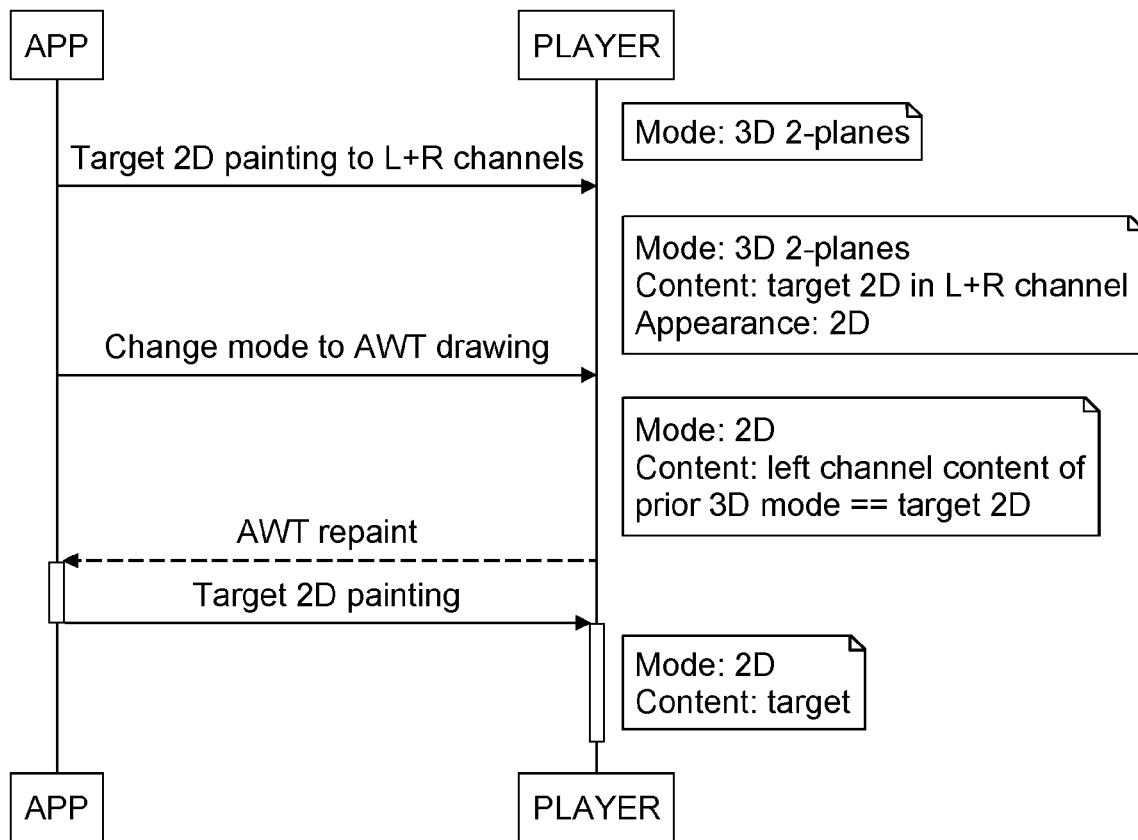 APP
PLAYER
Mode: 3D 2-planes
Target 2D painting to L+R channels
Mode: 3D 2-planes
Content: target 2D in L+R channel
Appearance: 2D
Change mode to AWT drawing
Mode: 2D
Content: left channel content of
prior 3D mode == target 2D
AWT repaint
Target 2D painting
Mode: 2D
Content: target
APP
PLAYER